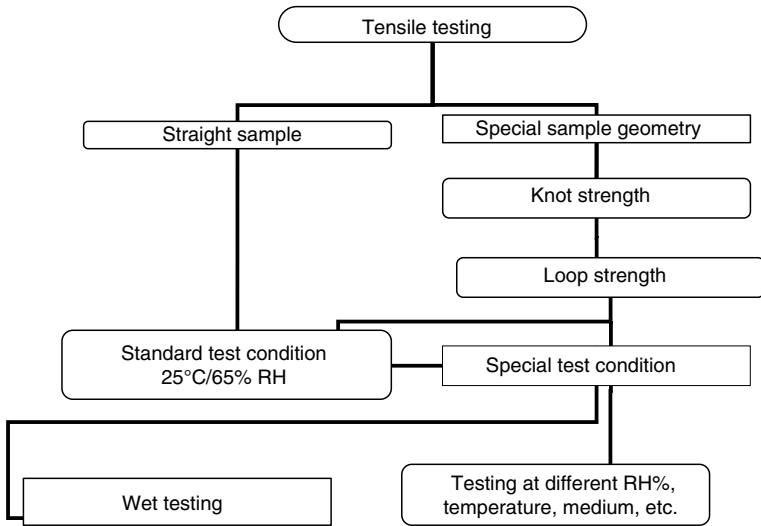 Tensile testing
Straight sample
Special sample geometry
Knot strength
Loop strength
Standard test condition
25°C/65% RH
Special test condition
Wet testing
Testing at different RH%,
temperature, medium, etc.